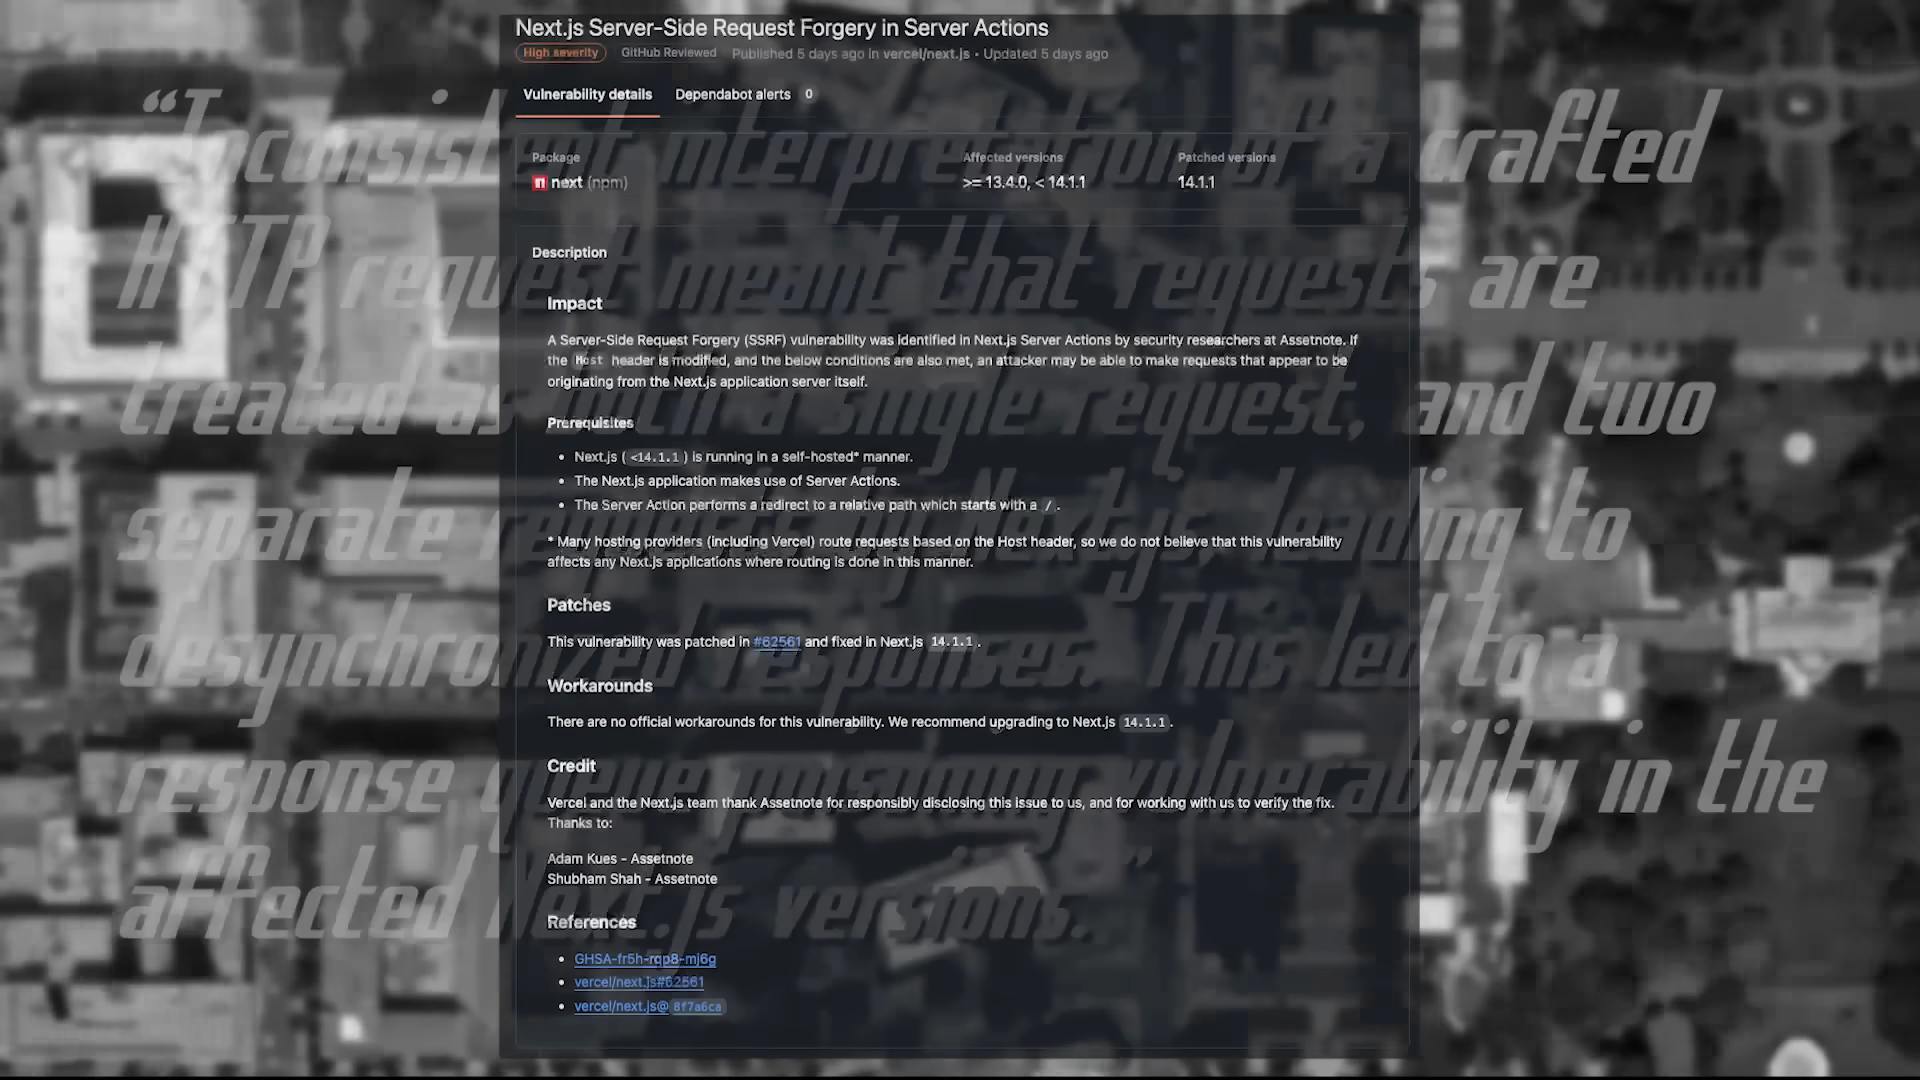 Next.js Server-Side Request Forgery in Server Actions
High severity GitHub Reviewed Published 5 days ago in vercel/next.js • Updated 5 days ago
Vulnerability details Dependabot alerts 0
Package Affected versions Patched versions
next (npm) >= 13.4.0, < 14.1.1 14.1.1
Description
Impact
A Server-Side Request Forgery (SSRF) vulnerability was identified in Next.js Server Actions by security researchers at Assetnote. If
the Host header is modified, and the below conditions are also met, an attacker may be able to make requests that appear to be
originating from the Next.js application server itself.
Prerequisites
• Next.js ( <14.1.1 ) is running in a self-hosted* manner.
• The Next.js application makes use of Server Actions.
• The Server Action performs a redirect to a relative path which starts with a / .
* Many hosting providers (including Vercel) route requests based on the Host header, so we do not believe that this vulnerability
affects any Next.js applications where routing is done in this manner.
Patches
This vulnerability was patched in #62561 and fixed in Next.js 14.1.1 .
Workarounds
There are no official workarounds for this vulnerability. We recommend upgrading to Next.js 14.1.1 .
Credit
Vercel and the Next.js team thank Assetnote for responsibly disclosing this issue to us, and for working with us to verify the fix.
Thanks to:
Adam Kues - Assetnote
Shubham Shah - Assetnote
References
• GHSA-fr5h-rqp8-mj6g
• vercel/next.js#62561
• vercel/next.js@ 8f7a6ca
“Inconsistent interpretation of a crafted
HTTP request meant that requests are
created as both a single request, and two
separate requests by Next.js, leading to
desynchronized responses. This led to a
response queue poisoning vulnerability in the
affected Next.js versions.”